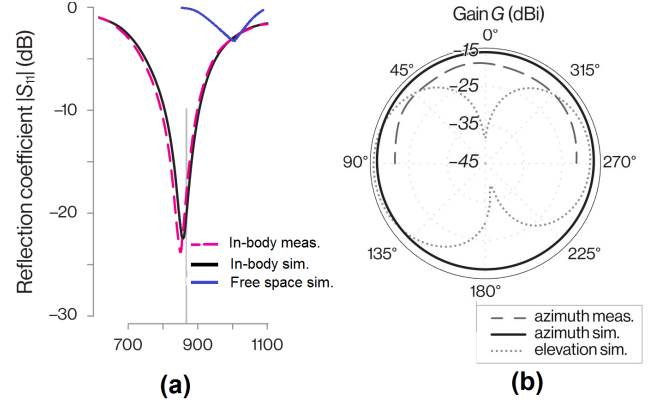 Reflection coefficient |S₁₁| (dB)
0
−10
−20
−30
700
900
1100
In-body meas.
In-body sim.
Free space sim.
(a)
Gain G (dBi)
0°
45°
315°
90°
270°
135°
225°
180°
−15
−25
−35
−45
azimuth meas.
azimuth sim.
elevation sim.
(b)